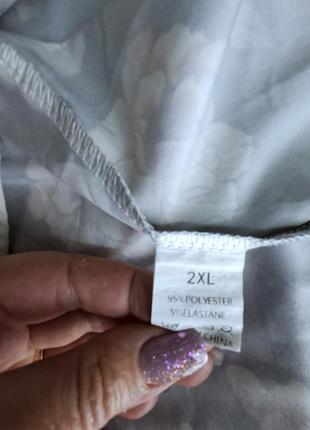 2XL
95%POLYESTER
5%ELASTANE
CHINA